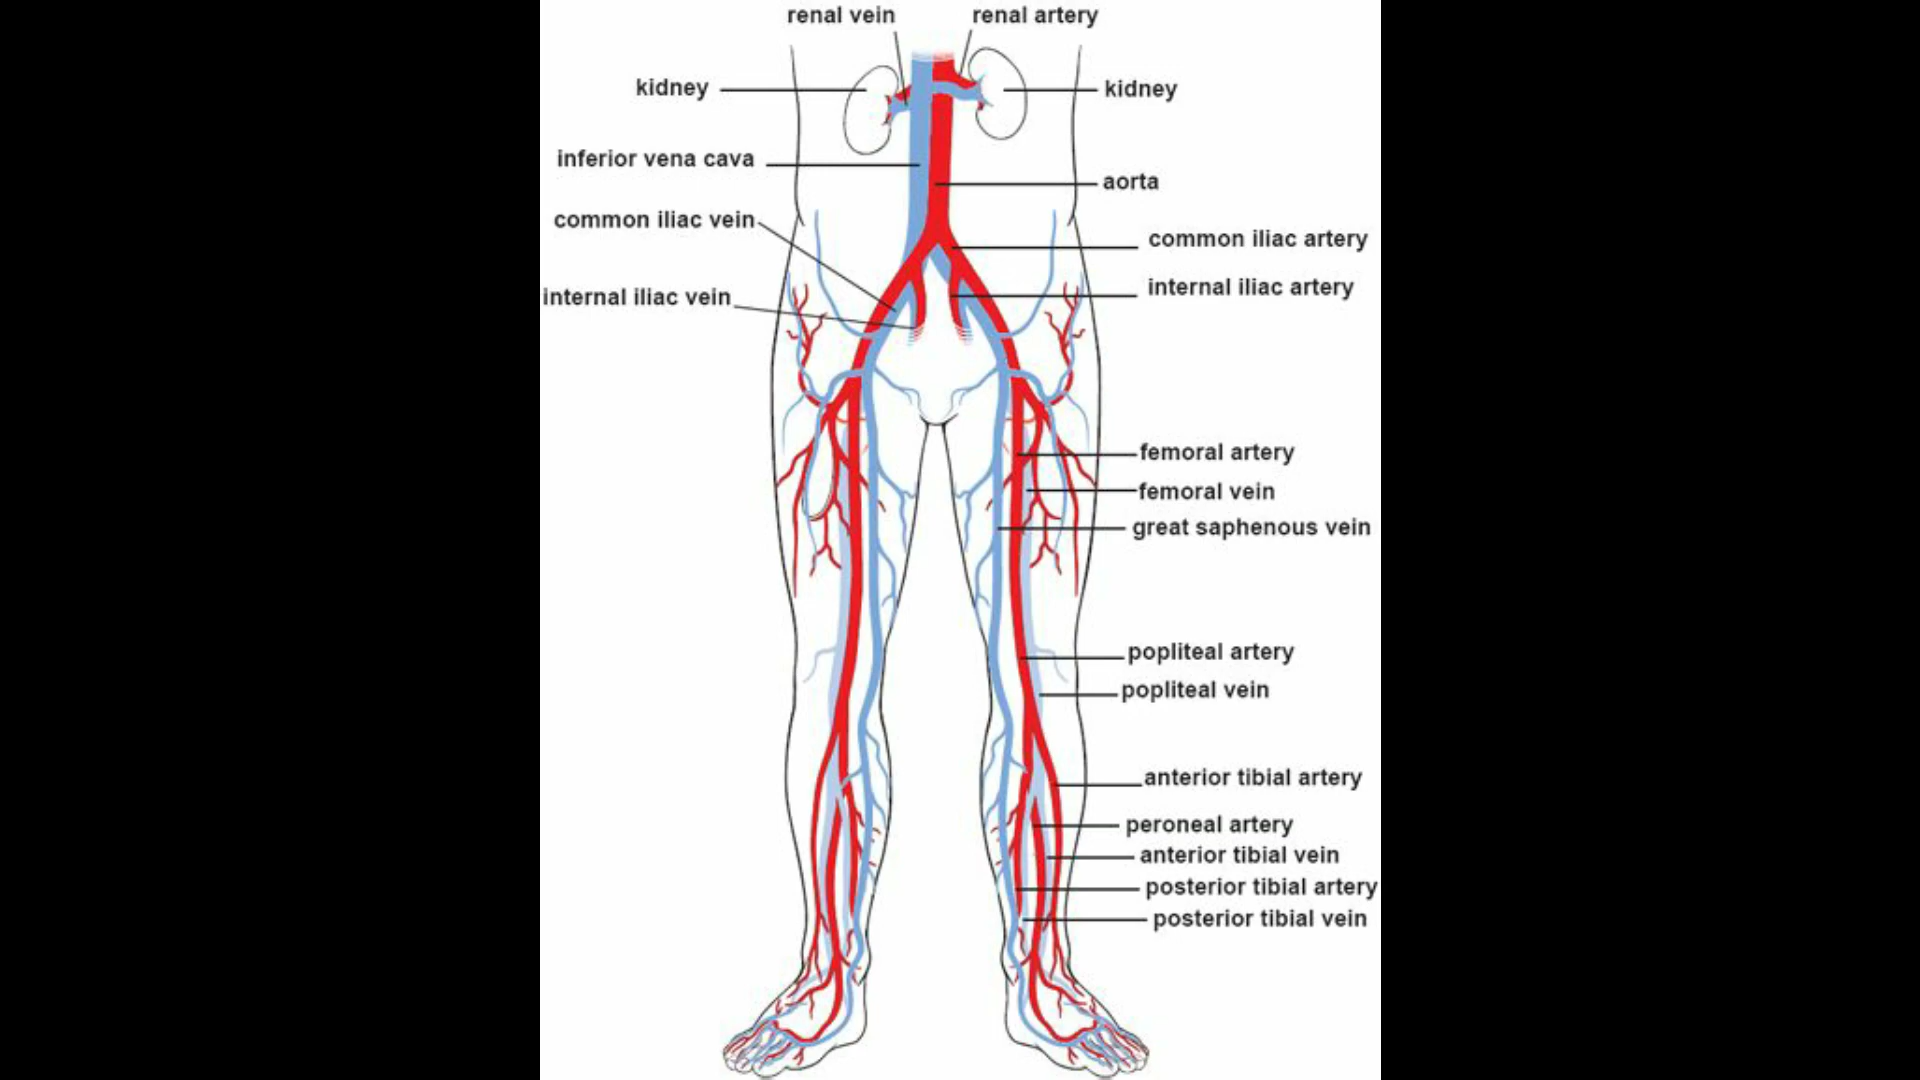 renal vein
renal artery
kidney
kidney
inferior vena cava
aorta
common iliac vein
common iliac artery
internal iliac vein
internal iliac artery
femoral artery
femoral vein
great saphenous vein
popliteal artery
popliteal vein
anterior tibial artery
peroneal artery
anterior tibial vein
posterior tibial artery
posterior tibial vein